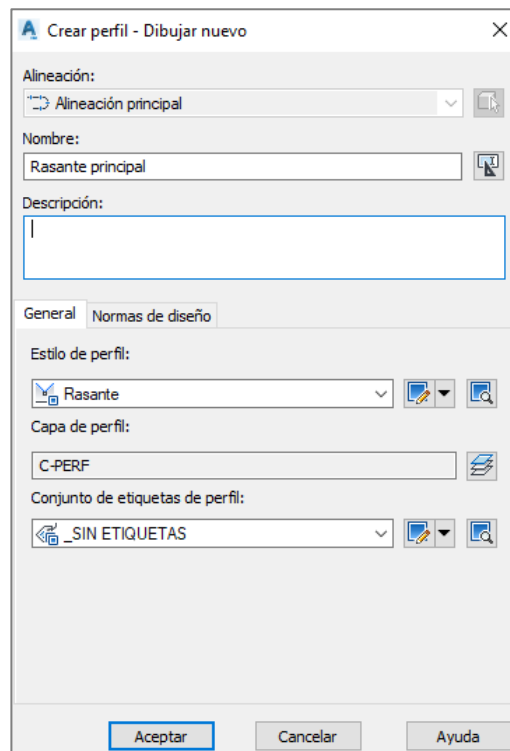 Crear perfil - Dibujar nuevo
Alineación:
Alineación principal
Nombre:
Rasante principal
Descripción:
General Normas de diseño
Estilo de perfil:
Rasante
Capa de perfil:
C-PERF
Conjunto de etiquetas de perfil:
_SIN ETIQUETAS
Aceptar Cancelar Ayuda